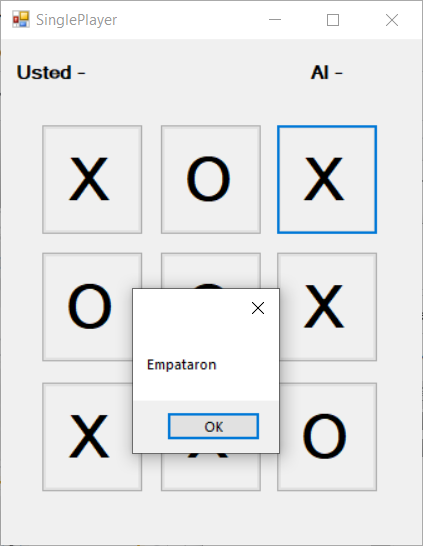 SinglePlayer
Usted - AI -
X O X
O O X
Empataron
OK
X X O